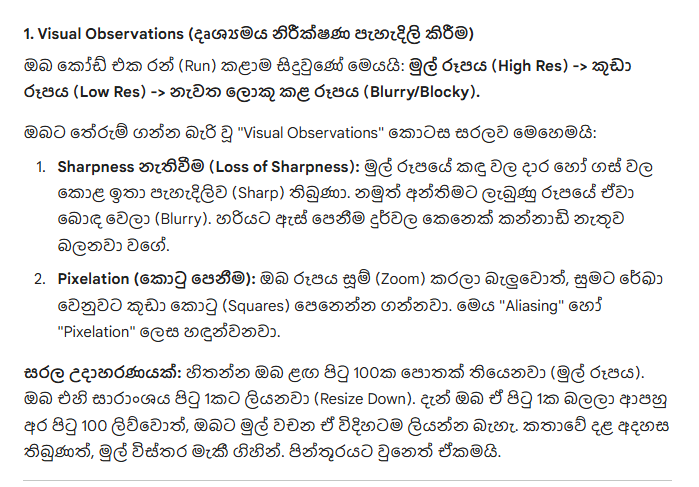 1. Visual Observations (දෘශ්‍යමය නිරීක්ෂණ පැහැදිලි කිරීම)
ඔබ කෝඩ් එක රන් (Run) කළාම සිදුවුණේ මෙයයි: මුල් රූපය (High Res) -> කුඩා
රූපය (Low Res) -> නැවත ලොකු කළ රූපය (Blurry/Blocky).
ඔබට තේරුම් ගන්න බැරි වූ "Visual Observations" කොටස සරලව මෙහෙමයි:
1. Sharpness නැතිවීම (Loss of Sharpness): මුල් රූපයේ කඳු වල දාර හෝ ගස් වල
කොළ ඉතා පැහැදිලිව (Sharp) තිබුණා. නමුත් අන්තිමට ලැබුණු රූපයේ ඒවා
බොඳ වෙලා (Blurry). හරියට ඇස් පෙනීම දුර්වල කෙනෙක් කන්නාඩි නැතුව
බලනවා වගේ.
2. Pixelation (කොටු පෙනීම): ඔබ රූපය සූම් (Zoom) කරලා බැලුවොත්, සුමට රේඛා
වෙනුවට කුඩා කොටු (Squares) පෙනෙන්න ගන්නවා. මෙය "Aliasing" හෝ
"Pixelation" ලෙස හඳුන්වනවා.
සරල උදාහරණයක්: හිතන්න ඔබ ළඟ පිටු 100ක පොතක් තියෙනවා (මුල් රූපය).
ඔබ එහි සාරාංශය පිටු 1කට ලියනවා (Resize Down). දැන් ඔබ ඒ පිටු 1ක බලලා ආපහු
අර පිටු 100 ලිව්වොත්, ඔබට මුල් වචන ඒ විදිහටම ලියන්න බැහැ. කතාවේ දළ අදහස
තිබුණත්, මුල් විස්තර මැකී ගිහින්. පින්තූරයට වුනෙත් ඒකමයි.